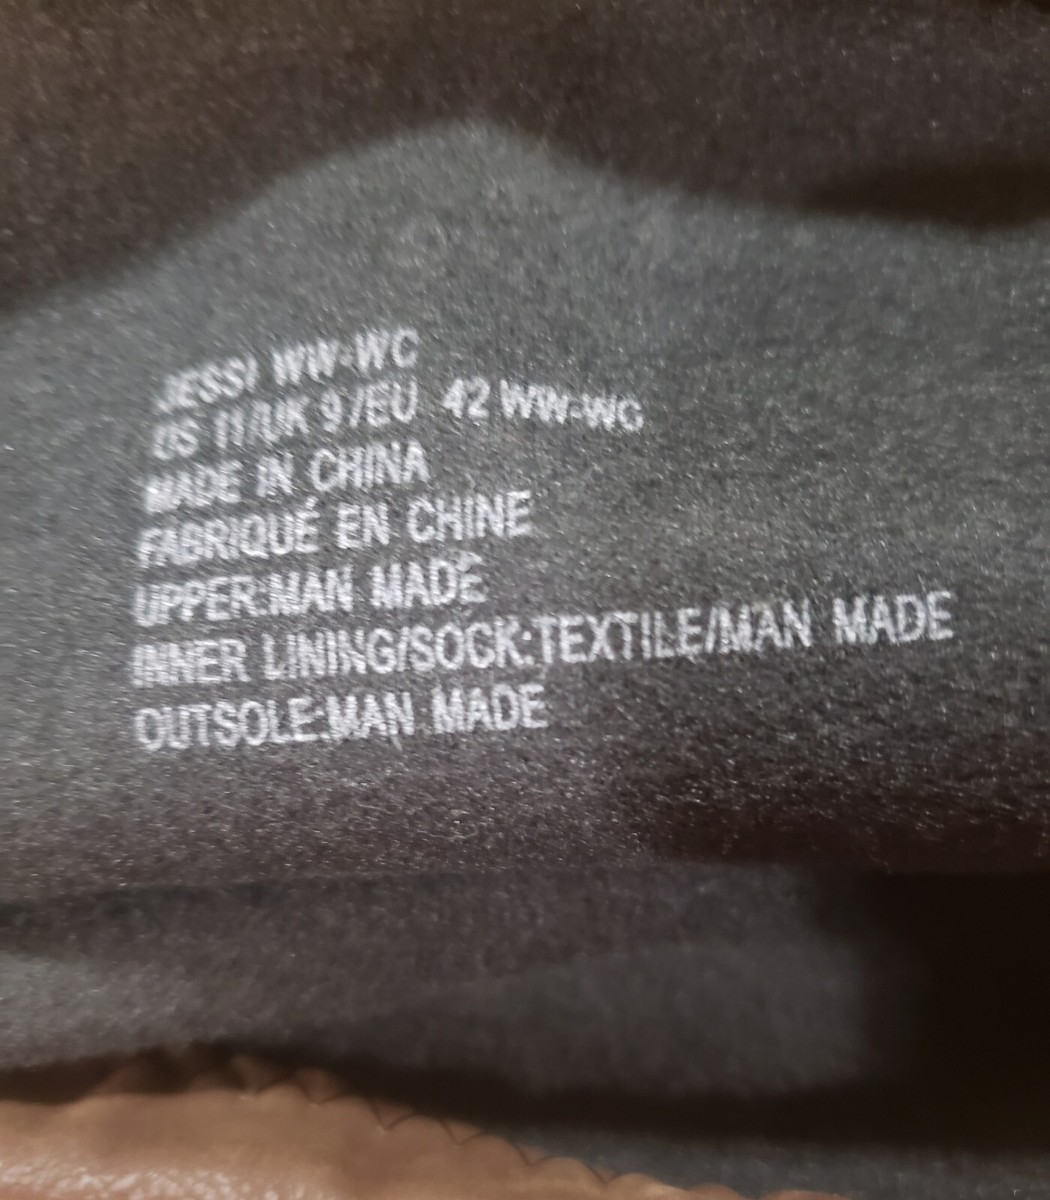 JESSI WW-WC
US 11/UK 9/EU 42 WW-WC
MADE IN CHINA
FABRIQUÉ EN CHINE
UPPER:MAN MADE
INNER LINING/SOCK:TEXTILE/MAN MADE
OUTSOLE:MAN MADE